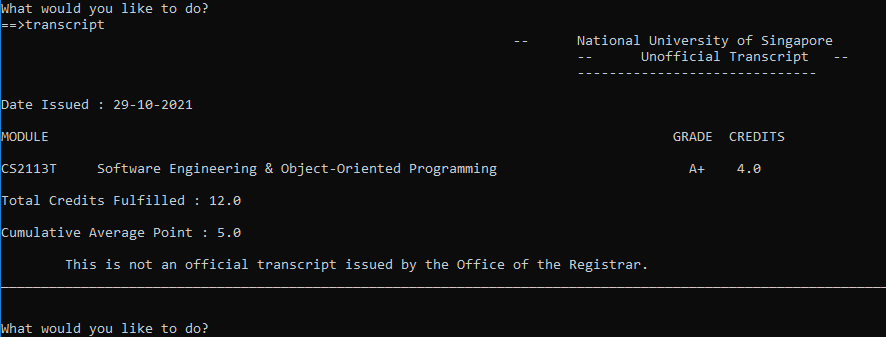 What would you like to do?
==>transcript
-- National University of Singapore
-- Unofficial Transcript --
------------------------------
Date Issued : 29-10-2021
MODULE GRADE CREDITS
CS2113T Software Engineering & Object-Oriented Programming A+ 4.0
Total Credits Fulfilled : 12.0
Cumulative Average Point : 5.0
This is not an official transcript issued by the Office of the Registrar.
What would you like to do?